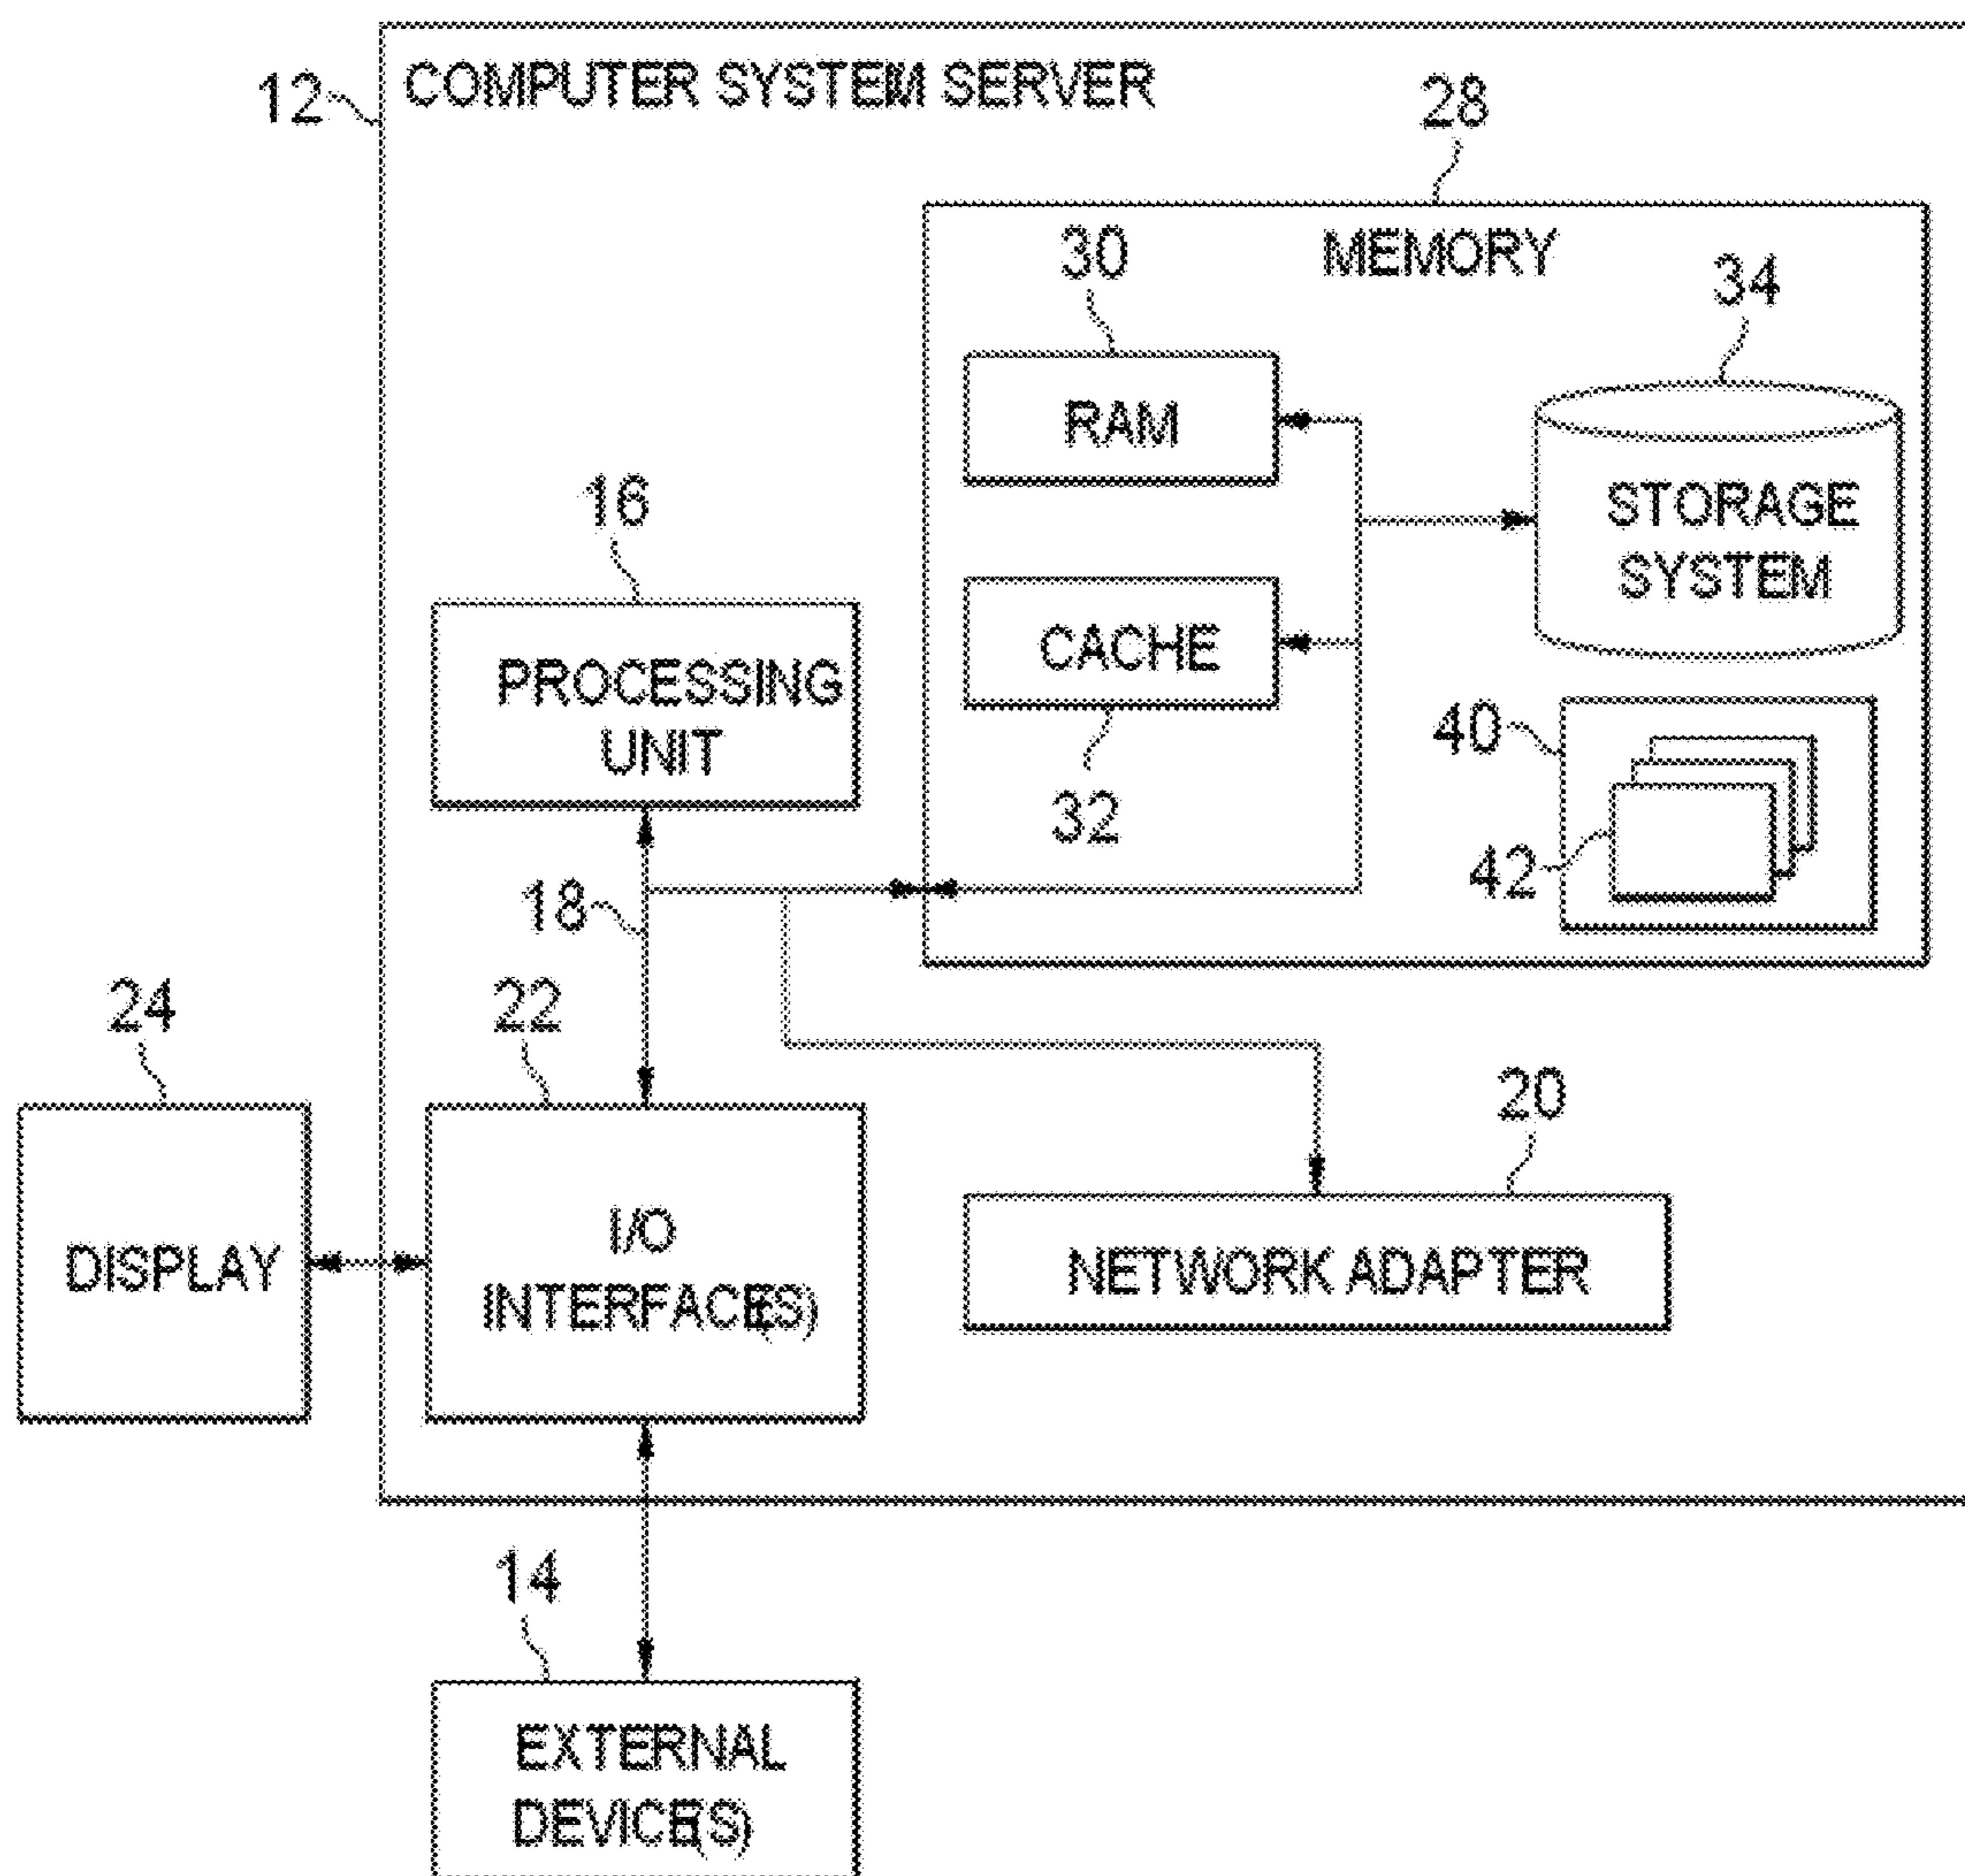 12
COMPUTER SYSTEM SERVER
28
MEMORY
30
34
RAM
STORAGE
SYSTEM
16
PROCESSING
UNIT
CACHE
32
40
42
18
24
22
20
DISPLAY
I/O
INTERFACE(S)
NETWORK ADAPTER
14
EXTERNAL
DEVICE(S)